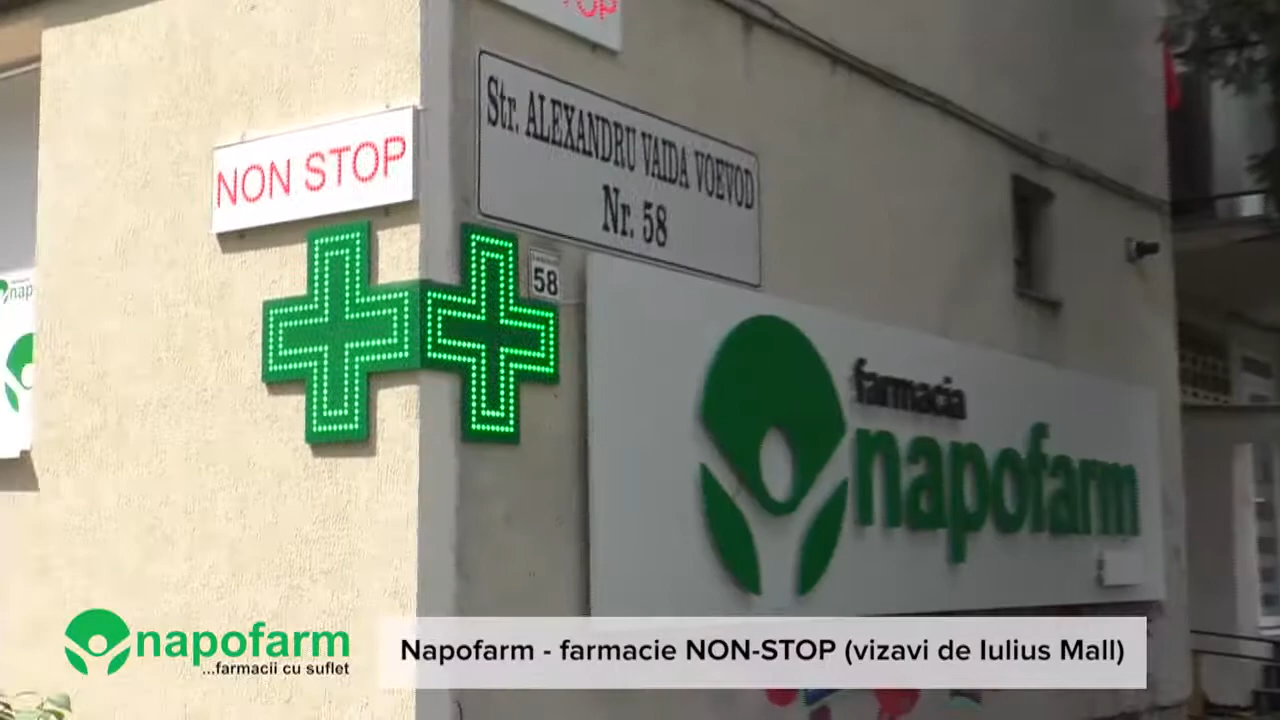 NON STOP
Str. ALEXANDRU VAIDA VOEVOD
Nr. 58
58
nap
farmacia
napofarm
napofarm
...farmacii cu suflet
Napofarm - farmacie NON-STOP (vizavi de Iulius Mall)